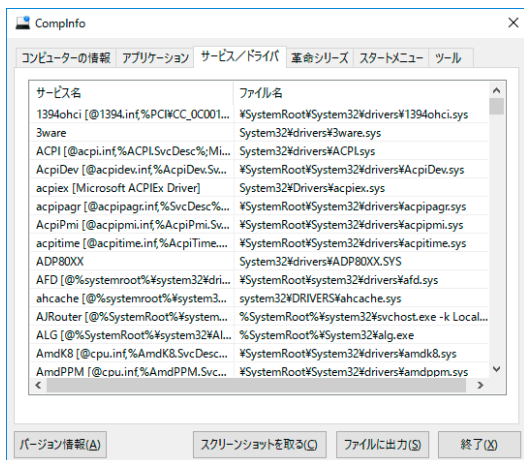 CompInfo
コンピューターの情報 アプリケーション サービス／ドライバ 革命シリーズ スタートメニュー ツール
サービス名 ファイル名
1394ohci [@1394.inf,%PCI¥CC_0C001... ¥SystemRoot¥System32¥drivers¥1394ohci.sys
3ware System32¥drivers¥3ware.sys
ACPI [@acpi.inf,%ACPI.SvcDesc%;Mi... System32¥drivers¥ACPI.sys
AcpiDev [@acpidev.inf,%AcpiDev.Sv... ¥SystemRoot¥System32¥drivers¥AcpiDev.sys
acpiex [Microsoft ACPIEx Driver] System32¥Drivers¥acpiex.sys
acpipagr [@acpipagr.inf,%SvcDesc%... ¥SystemRoot¥System32¥drivers¥acpipagr.sys
AcpiPmi [@acpipmi.inf,%AcpiPmi.Sv... ¥SystemRoot¥System32¥drivers¥acpipmi.sys
acpitime [@acpitime.inf,%AcpiTime.... ¥SystemRoot¥System32¥drivers¥acpitime.sys
ADP80XX System32¥drivers¥ADP80XX.SYS
AFD [@%systemroot%¥system32¥dri... ¥SystemRoot¥system32¥drivers¥afd.sys
ahcache [@%systemroot%¥system3... system32¥DRIVERS¥ahcache.sys
AJRouter [@%SystemRoot%¥system... %SystemRoot%¥system32¥svchost.exe -k Local...
ALG [@%SystemRoot%¥system32¥Al... %SystemRoot%¥System32¥alg.exe
AmdK8 [@cpu.inf,%AmdK8.SvcDesc... ¥SystemRoot¥System32¥drivers¥amdk8.sys
AmdPPM [@cpu.inf,%AmdPPM.Svc... ¥SystemRoot¥System32¥drivers¥amdppm.sys
バージョン情報(A) スクリーンショットを取る(C) ファイルに出力(S) 終了(X)